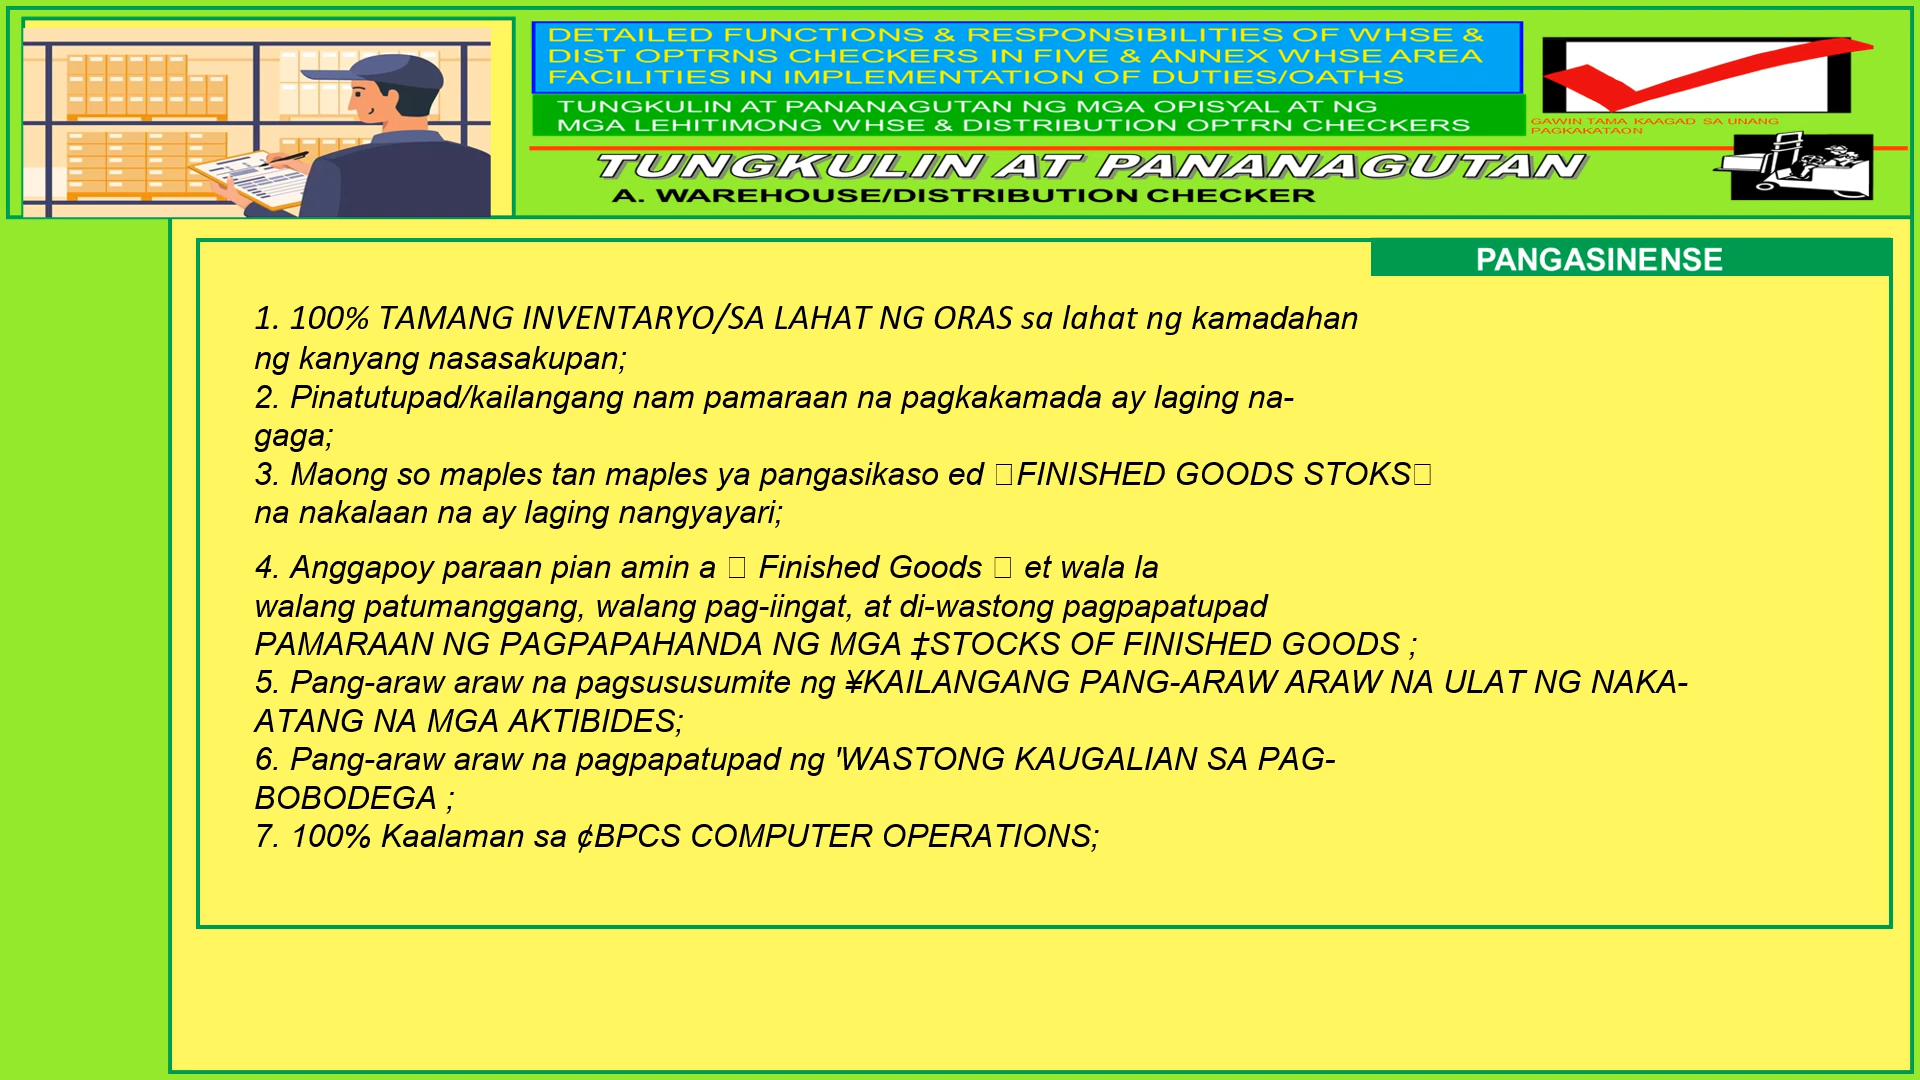 DETAILED FUNCTIONS & RESPONSIBILITIES OF WHSE &
DIST OPTRNS CHECKERS IN FIVE & ANNEX WHSE AREA
FACILITIES IN IMPLEMENTATION OF DUTIES/OATHS
TUNGKULIN AT PANANAGUTAN NG MGA OPISYAL AT NG
MGA LEHITIMONG WHSE & DISTRIBUTION OPTRN CHECKERS
GAWIN TAMA KAAGAD SA UNANG
PAGKAKATAON
TUNGKULIN AT PANANAGUTAN
A. WAREHOUSE/DISTRIBUTION CHECKER
PANGASINENSE
1. 100% TAMANG INVENTARYO/SA LAHAT NG ORAS sa lahat ng kamadahan
ng kanyang nasasakupan;
2. Pinatutupad/kailangang nam pamaraan na pagkakamada ay laging na-
gaga;
3. Maong so maples tan maples ya pangasikaso ed □FINISHED GOODS STOKS□
na nakalaan na ay laging nangyayari;
4. Anggapoy paraan pian amin a □ Finished Goods □ et wala la
walang patumanggang, walang pag-iingat, at di-wastong pagpapatupad
PAMARAAN NG PAGPAPAHANDA NG MGA ‡STOCKS OF FINISHED GOODS ;
5. Pang-araw araw na pagsususumite ng ¥KAILANGANG PANG-ARAW ARAW NA ULAT NG NAKA-
ATANG NA MGA AKTIBIDES;
6. Pang-araw araw na pagpapatupad ng 'WASTONG KAUGALIAN SA PAG-
BOBODEGA ;
7. 100% Kaalaman sa ¢BPCS COMPUTER OPERATIONS;